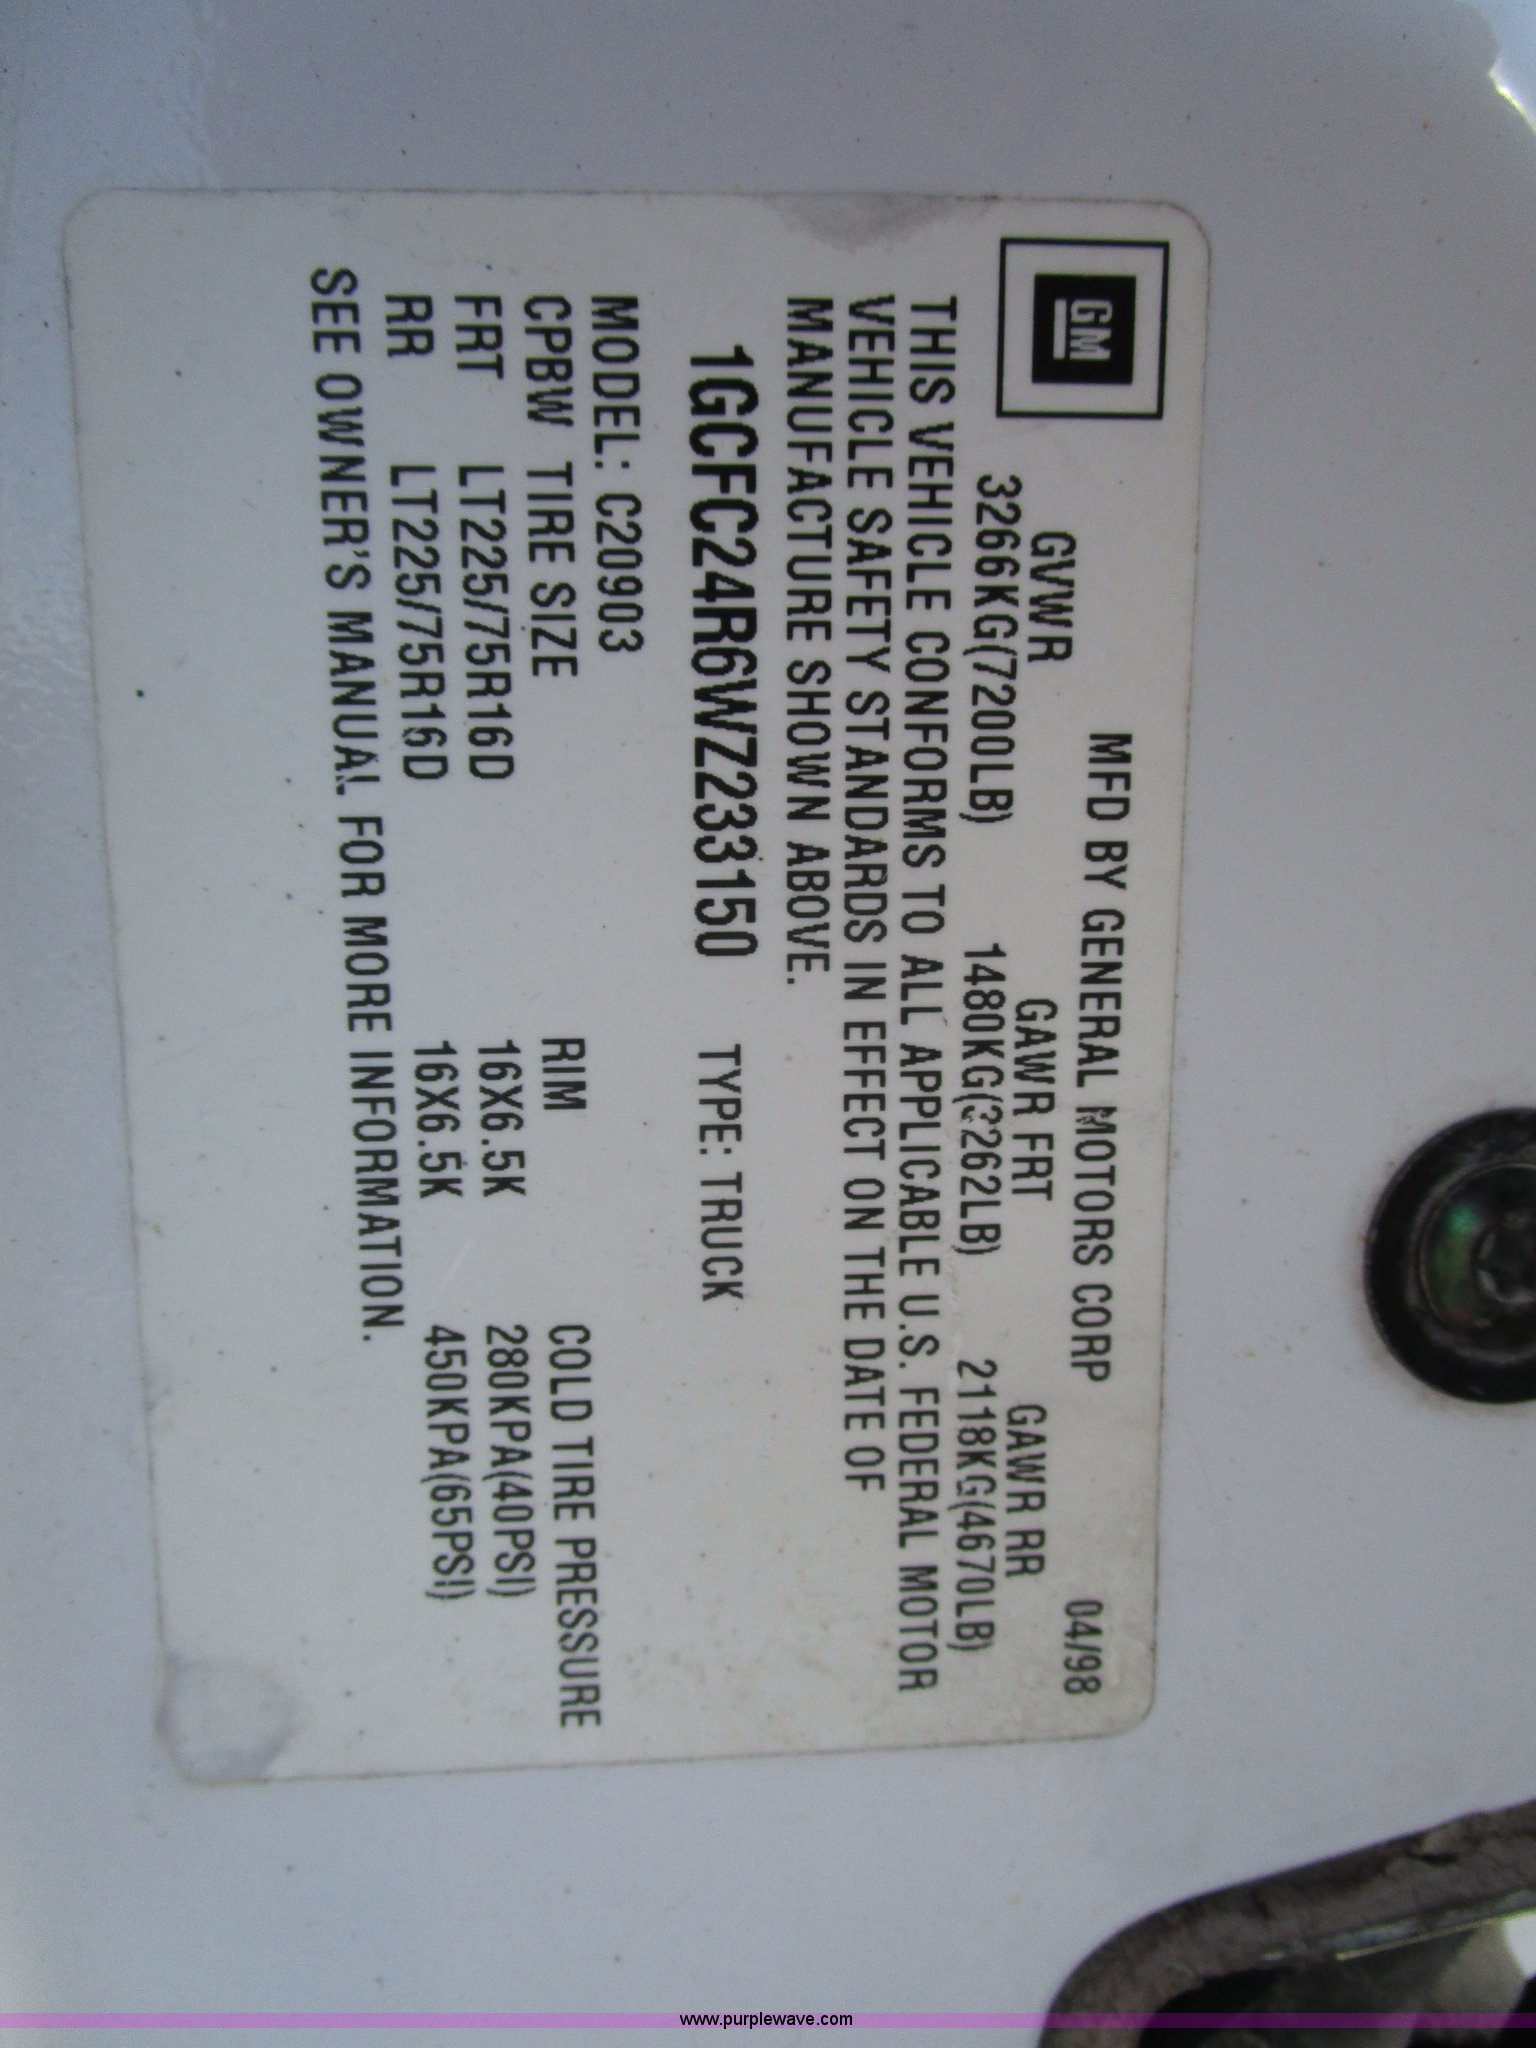 GM
MFD BY GENERAL MOTORS CORP 04/98
GVWR GAWR FRT GAWR RR
3266KG(7200LB) 1480KG(3262LB) 2118KG(4670LB)
THIS VEHICLE CONFORMS TO ALL APPLICABLE U.S. FEDERAL MOTOR
VEHICLE SAFETY STANDARDS IN EFFECT ON THE DATE OF
MANUFACTURE SHOWN ABOVE.
1GCFC24R6WZ233150 TYPE: TRUCK
MODEL: C20903
CPBW TIRE SIZE RIM COLD TIRE PRESSURE
FRT LT225/75R16D 16X6.5K 280KPA(40PSI)
RR LT225/75R16D 16X6.5K 450KPA(65PSI)
SEE OWNER'S MANUAL FOR MORE INFORMATION.
www.purplewave.com